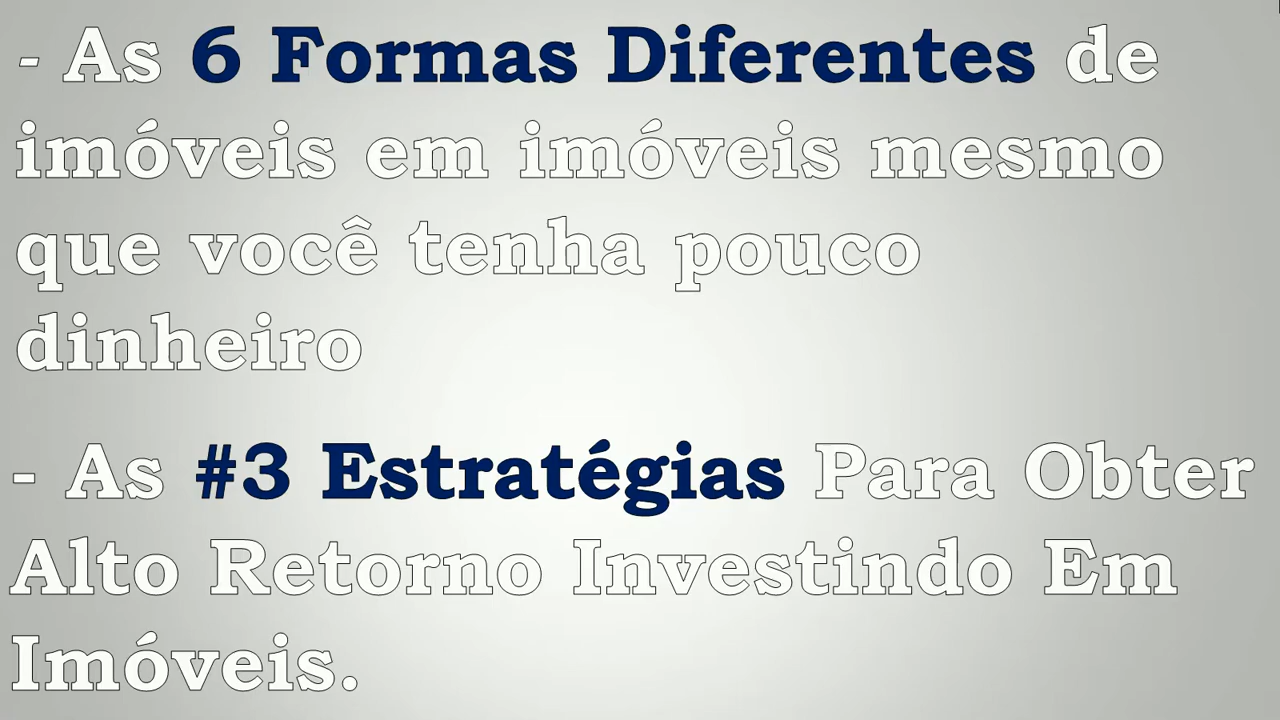 - As 6 Formas Diferentes de
imóveis em imóveis mesmo
que você tenha pouco
dinheiro
- As #3 Estratégias Para Obter
Alto Retorno Investindo Em
Imóveis.